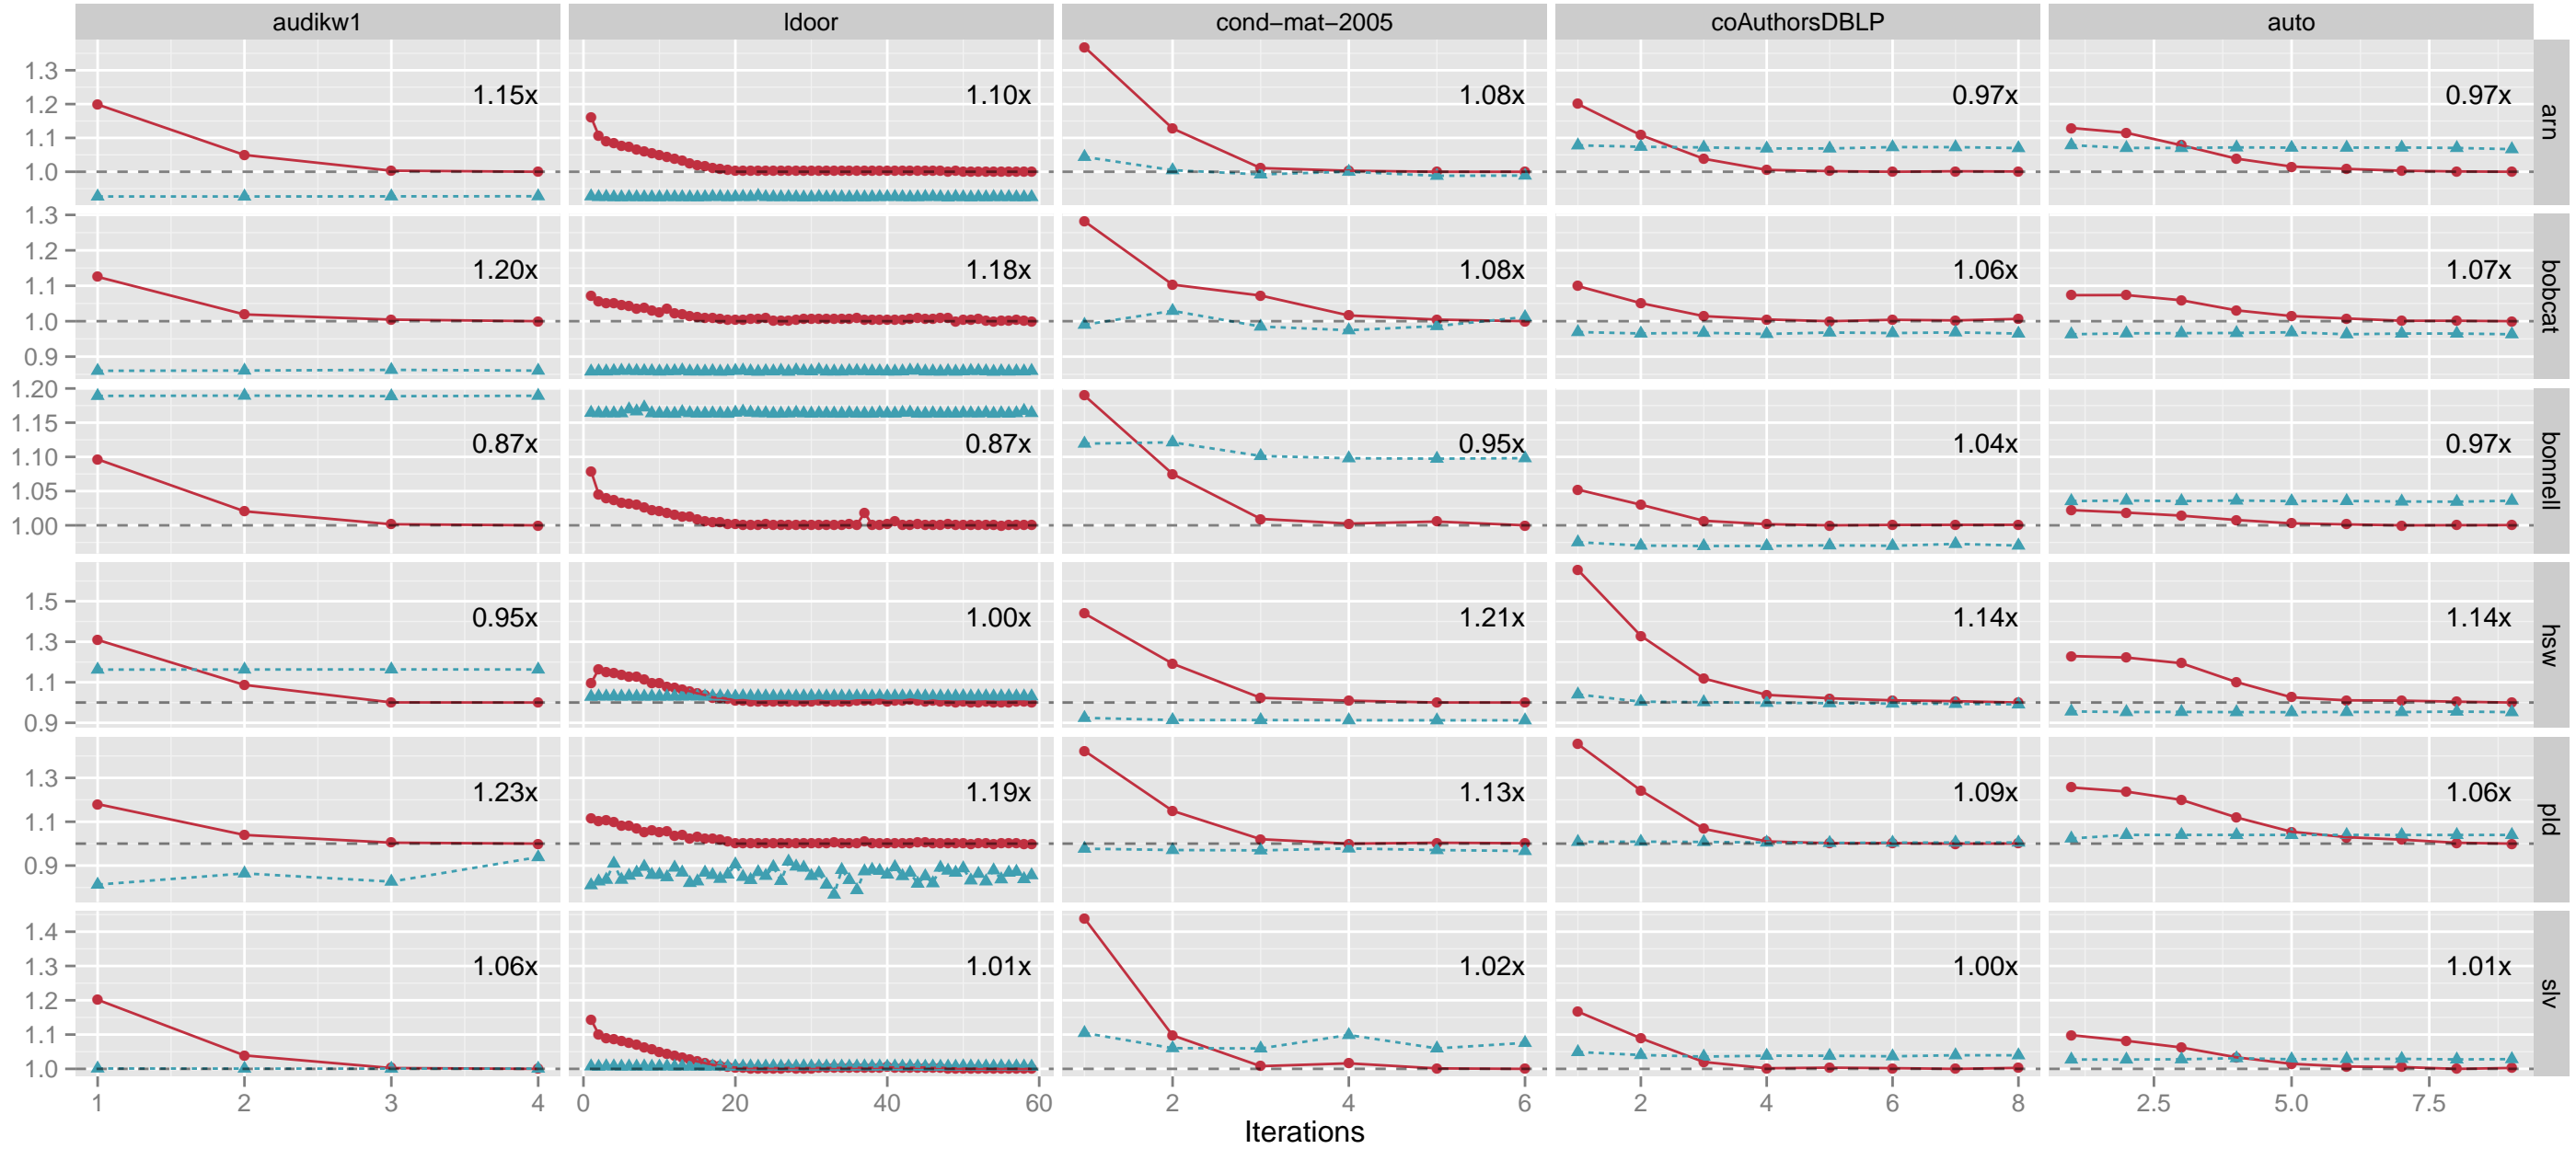 audikw1 ldoor cond−mat−2005 coAuthorsDBLP auto
1.3
1.2
1.1
1.0
1.15x 1.10x 1.08x 0.97x 0.97x
arn
1.3
1.2
1.1
1.0
0.9
1.20x 1.18x 1.08x 1.06x 1.07x
bobcat
1.20
1.15
1.10
1.05
1.00
0.87x 0.87x 0.95x 1.04x 0.97x
bonnell
1.5
1.3
1.1
0.9
0.95x 1.00x 1.21x 1.14x 1.14x
hsw
1.3
1.1
0.9
1.23x 1.19x 1.13x 1.09x 1.06x
pld
1.4
1.3
1.2
1.1
1.0
1.06x 1.01x 1.02x 1.00x 1.01x
slv
1 2 3 4 0 20 40 60 2 4 6 2 4 6 8 2.5 5.0 7.5
Iterations